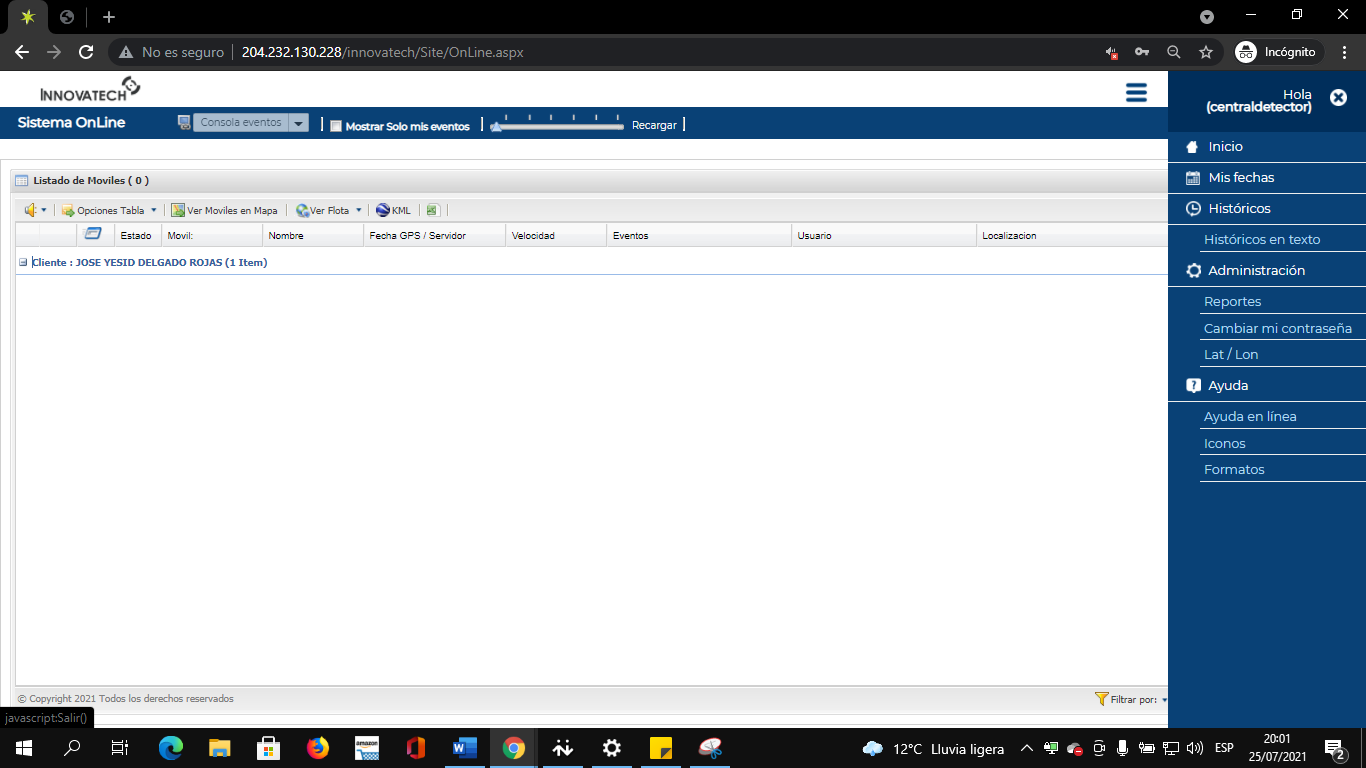 No es seguro
204.232.130.228/innovatech/Site/OnLine.aspx
Incógnito
INNOVATECH
Hola
(centraldetector)
Sistema OnLine
Consola eventos
Mostrar Solo mis eventos
Recargar
Inicio
Mis fechas
Históricos
Históricos en texto
Administración
Reportes
Cambiar mi contraseña
Lat / Lon
Ayuda
Ayuda en línea
Iconos
Formatos
Listado de Moviles ( 0 )
Opciones Tabla
Ver Moviles en Mapa
Ver Flota
KML
Estado
Movil:
Nombre
Fecha GPS / Servidor
Velocidad
Eventos
Usuario
Localizacion
Cliente : JOSE YESID DELGADO ROJAS (1 Item)
© Copyright 2021 Todos los derechos reservados
Filtrar por:
javascript:Salir()
amazon
12°C Lluvia ligera
ESP
20:01
25/07/2021
2